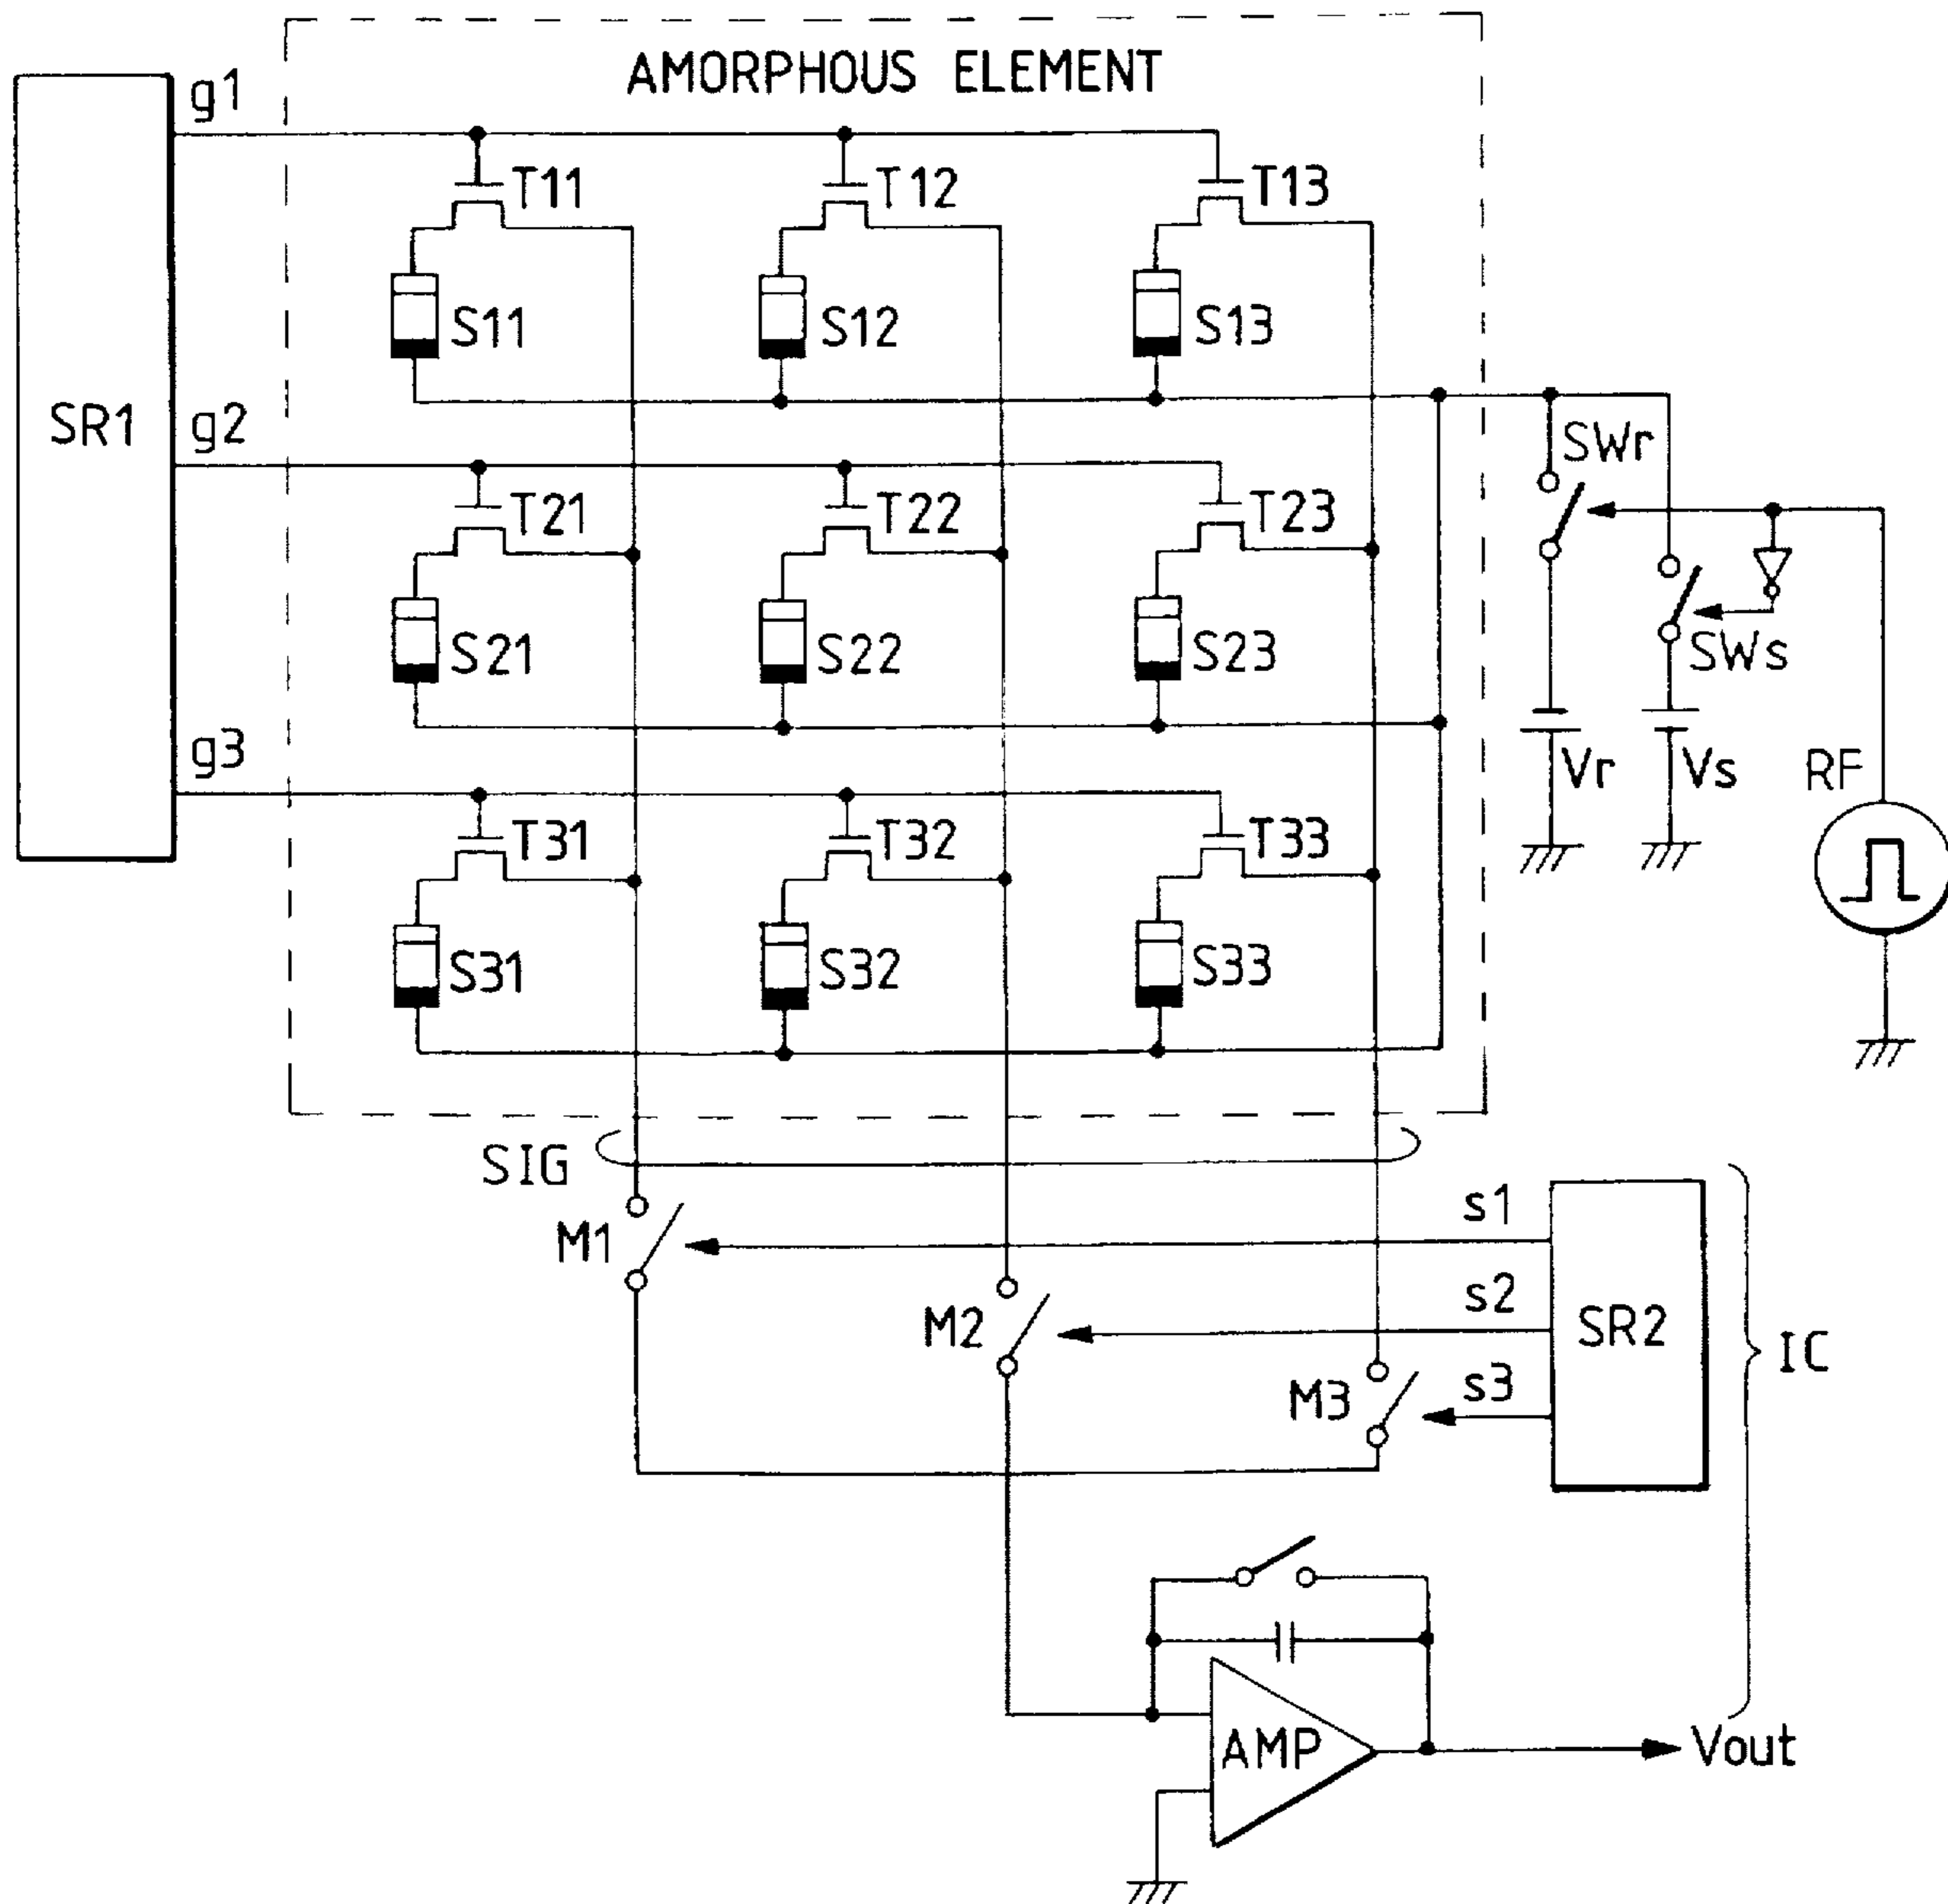 AMORPHOUS ELEMENT
g1
T11
T12
T13
S11
S12
S13
SR1
g2
SWr
T21
T22
T23
S21
S22
S23
SWs
g3
Vr
Vs
RF
T31
T32
T33
S31
S32
S33
SIG
M1
s1
M2
s2
SR2
IC
M3
s3
AMP
Vout